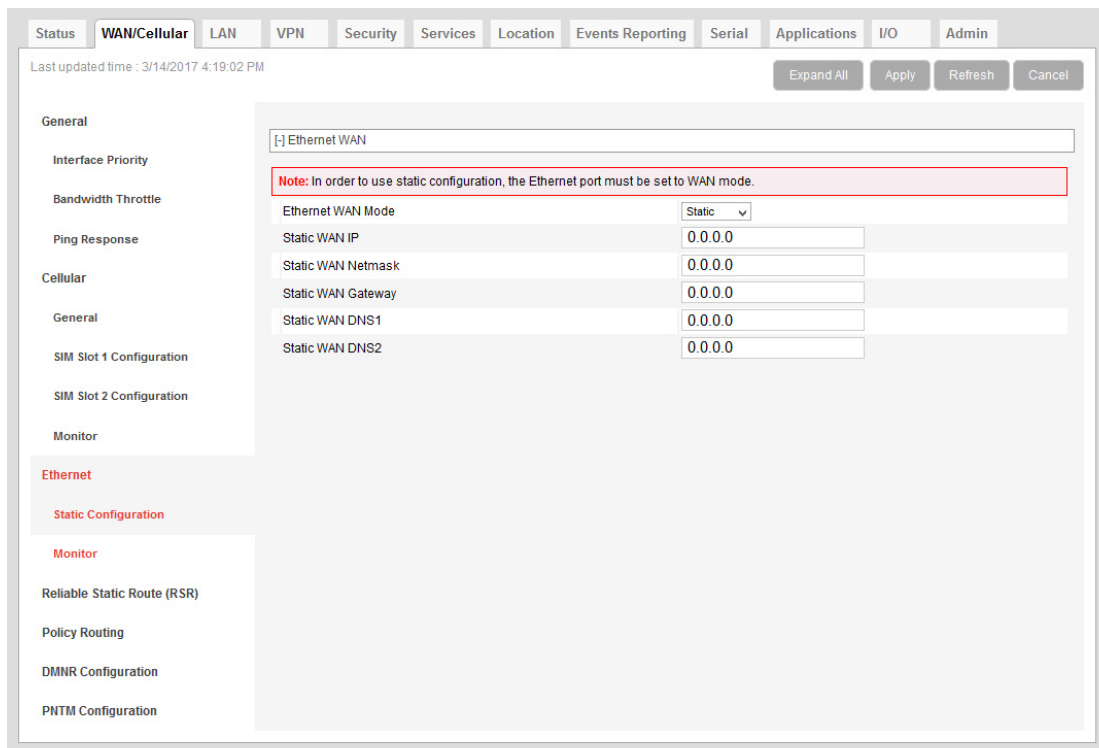 Status WAN/Cellular LAN VPN Security Services Location Events Reporting Serial Applications I/O Admin
Last updated time : 3/14/2017 4:19:02 PM
Expand All Apply Refresh Cancel
General
Interface Priority
Bandwidth Throttle
Ping Response
Cellular
General
SIM Slot 1 Configuration
SIM Slot 2 Configuration
Monitor
Ethernet
Static Configuration
Monitor
Reliable Static Route (RSR)
Policy Routing
DMNR Configuration
PNTM Configuration
[-] Ethernet WAN
Note: In order to use static configuration, the Ethernet port must be set to WAN mode.
Ethernet WAN Mode Static
Static WAN IP 0.0.0.0
Static WAN Netmask 0.0.0.0
Static WAN Gateway 0.0.0.0
Static WAN DNS1 0.0.0.0
Static WAN DNS2 0.0.0.0